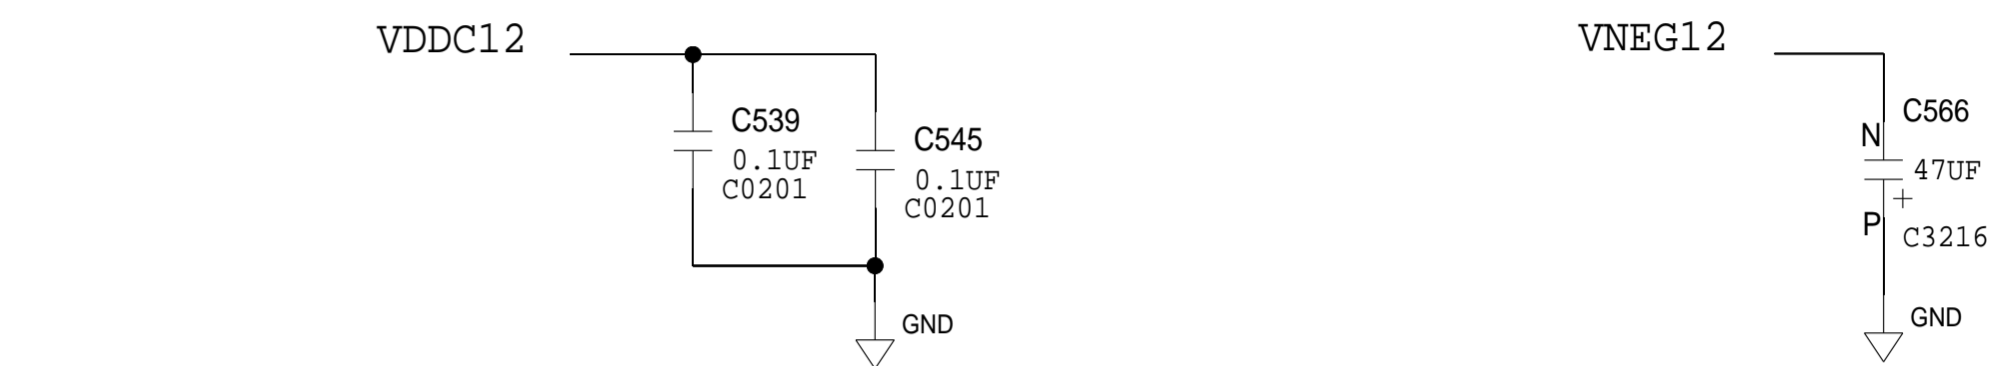 VDDC12
C539
0.1UF
C0201
C545
0.1UF
C0201
GND
VNEG12
C566
N
47UF
+
P
C3216
GND